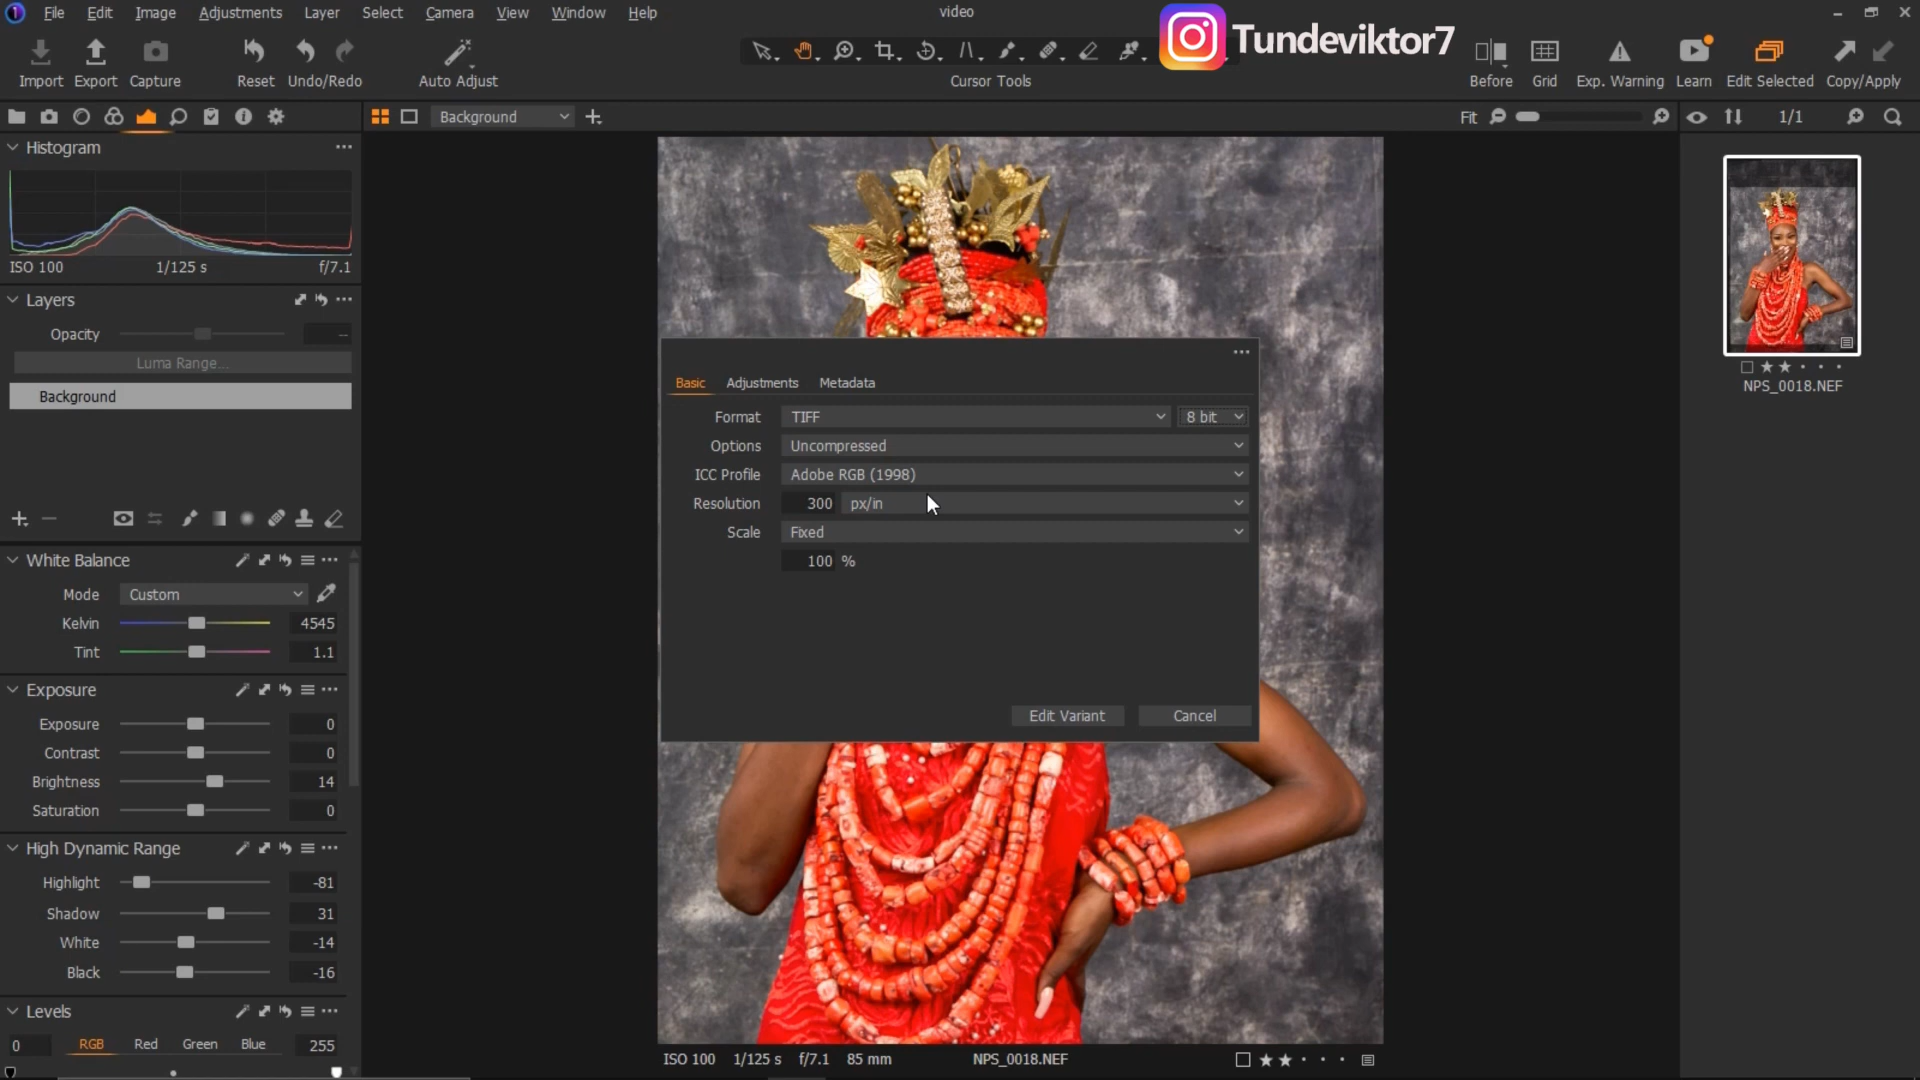 File Edit Image Adjustments Layer Select Camera View Window Help
video
Tundeviktor7
Import Export Capture Reset Undo/Redo Auto Adjust
Cursor Tools
Before Grid Exp. Warning Learn Edit Selected Copy/Apply
Background
Fit
1/1
Histogram
ISO 100 1/125 s f/7.1
Layers
Opacity --
Luma Range...
Background
White Balance
Mode Custom
Kelvin 4545
Tint 1.1
Exposure
Exposure 0
Contrast 0
Brightness 14
Saturation 0
High Dynamic Range
Highlight -81
Shadow 31
White -14
Black -16
Levels
0 RGB Red Green Blue 255
Basic Adjustments Metadata
Format TIFF 8 bit
Options Uncompressed
ICC Profile Adobe RGB (1998)
Resolution 300 px/in
Scale Fixed
100 %
Edit Variant Cancel
ISO 100 1/125 s f/7.1 85 mm NPS_0018.NEF
NPS_0018.NEF